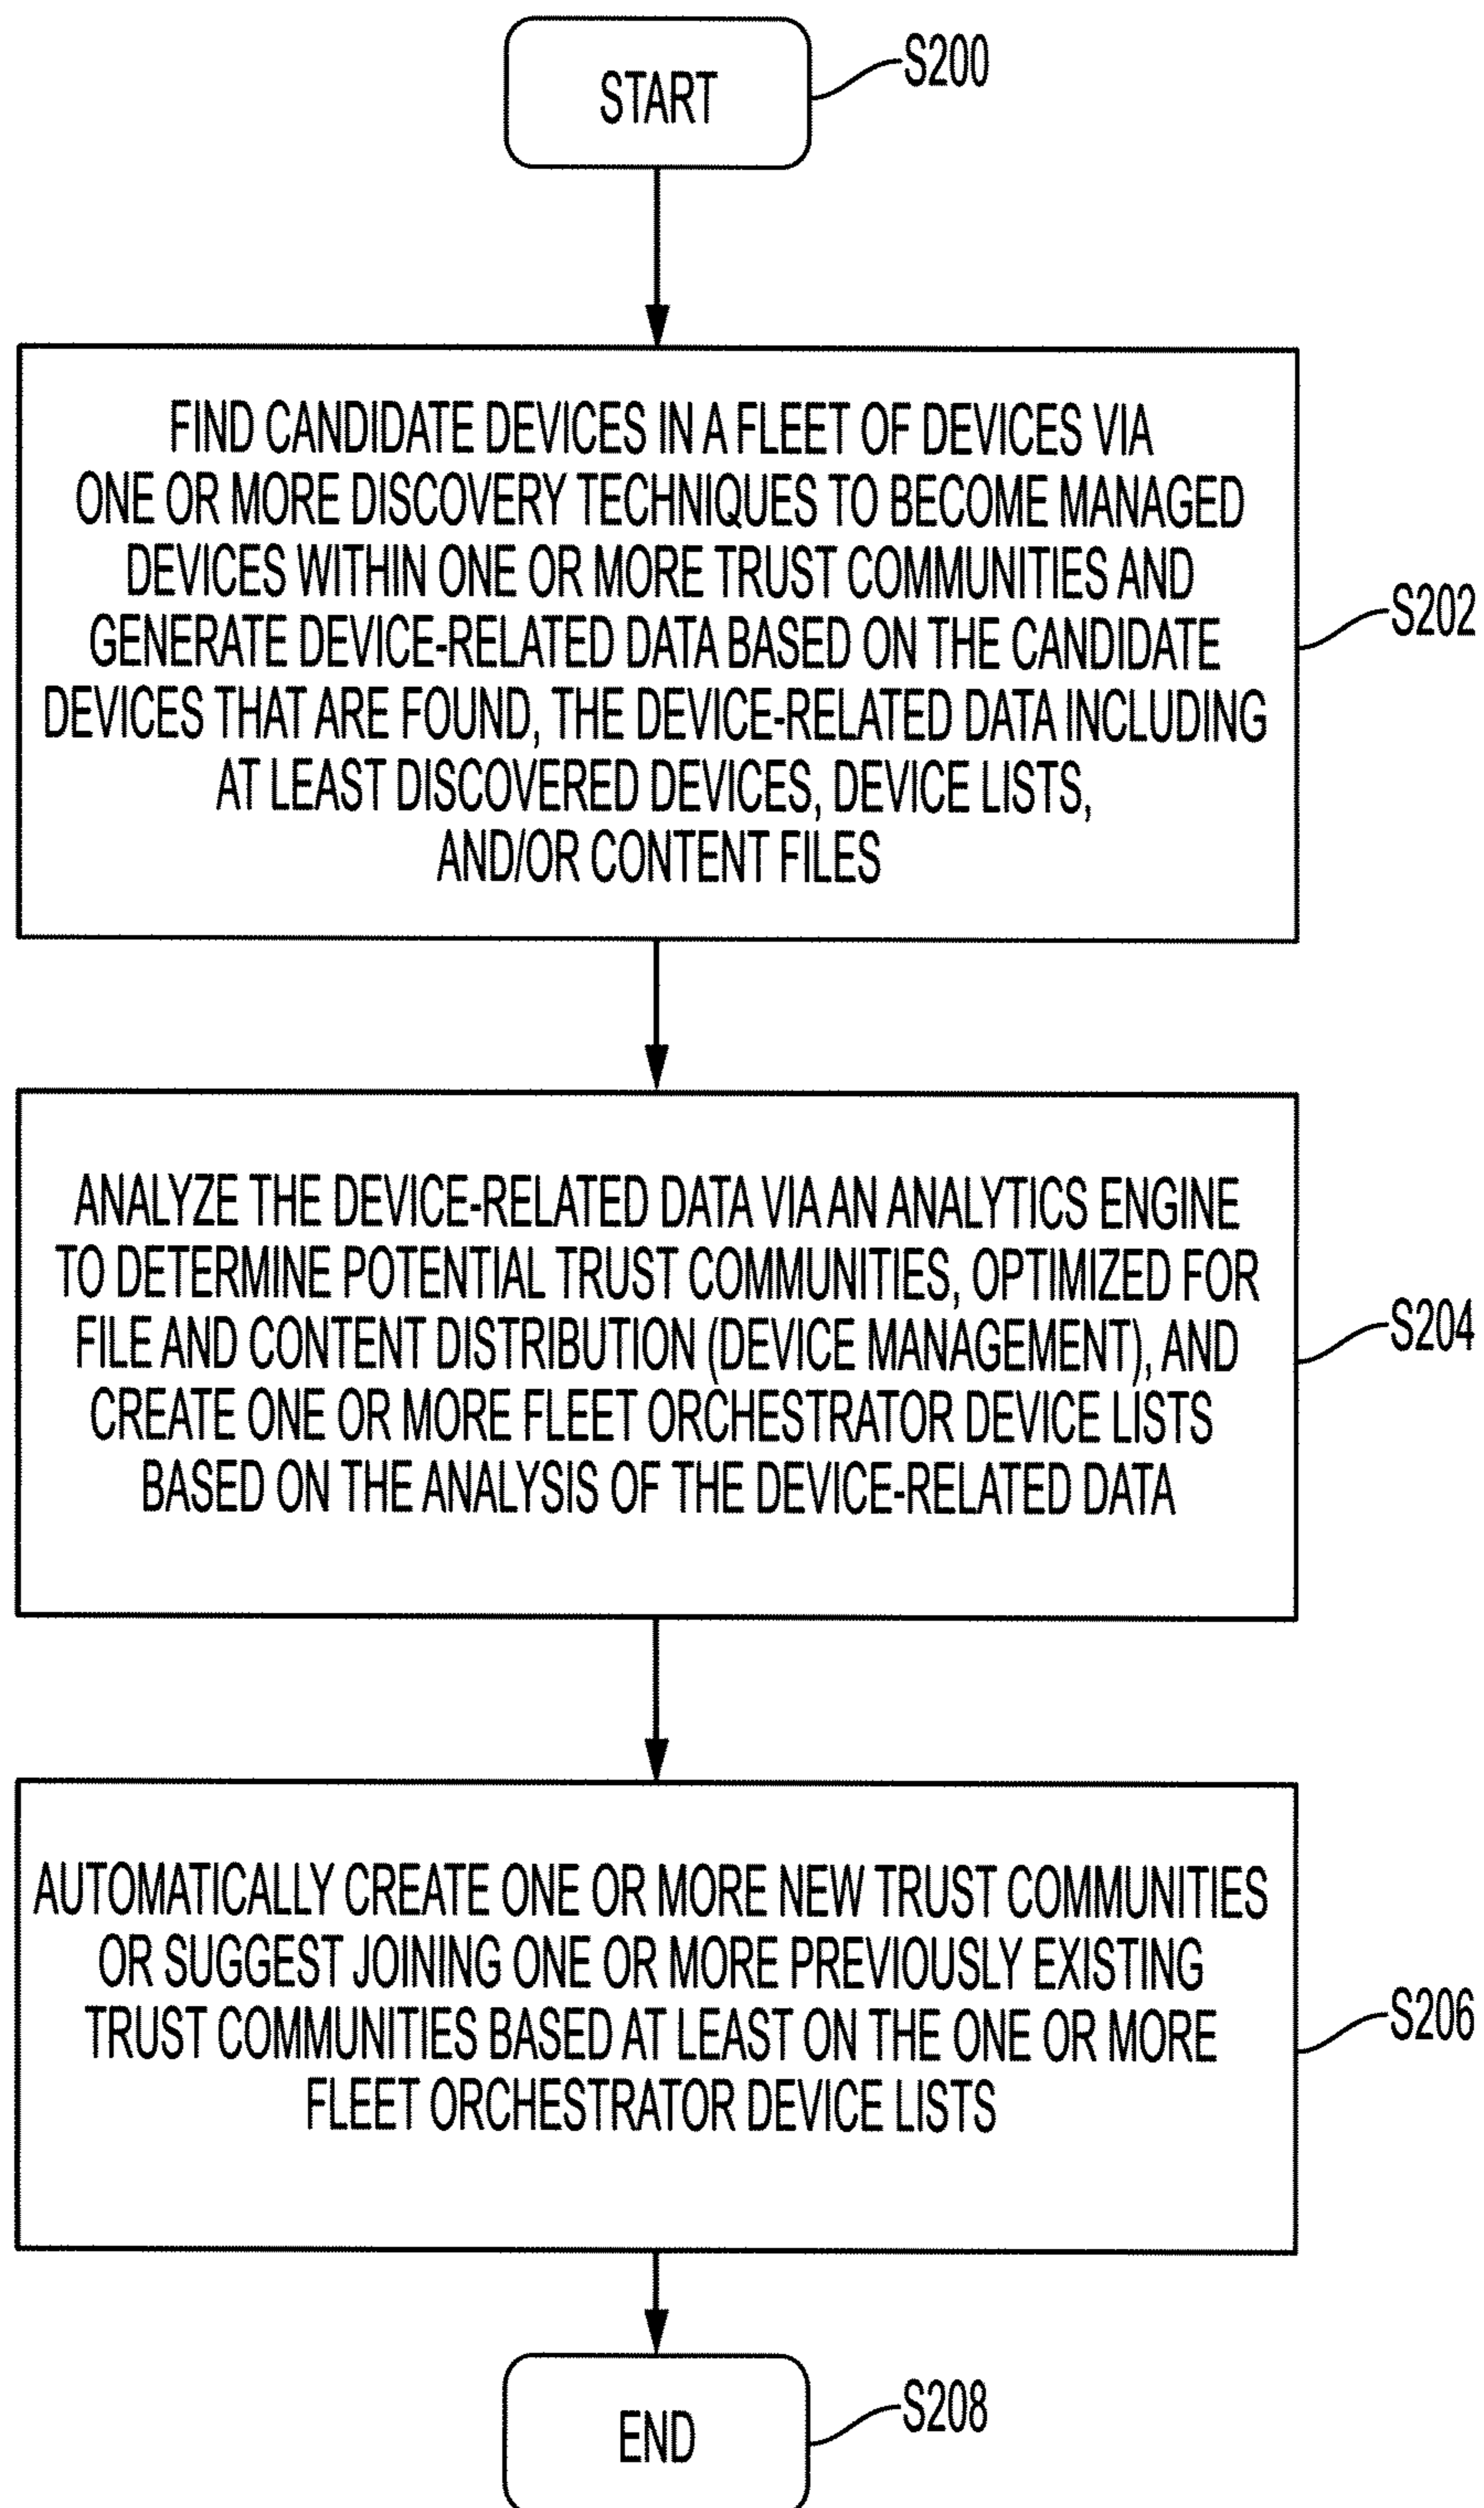 START
S200
FIND CANDIDATE DEVICES IN A FLEET OF DEVICES VIA
ONE OR MORE DISCOVERY TECHNIQUES TO BECOME MANAGED
DEVICES WITHIN ONE OR MORE TRUST COMMUNITIES AND
GENERATE DEVICE-RELATED DATA BASED ON THE CANDIDATE
DEVICES THAT ARE FOUND, THE DEVICE-RELATED DATA INCLUDING
AT LEAST DISCOVERED DEVICES, DEVICE LISTS,
AND/OR CONTENT FILES
S202
ANALYZE THE DEVICE-RELATED DATA VIA AN ANALYTICS ENGINE
TO DETERMINE POTENTIAL TRUST COMMUNITIES, OPTIMIZED FOR
FILE AND CONTENT DISTRIBUTION (DEVICE MANAGEMENT), AND
CREATE ONE OR MORE FLEET ORCHESTRATOR DEVICE LISTS
BASED ON THE ANALYSIS OF THE DEVICE-RELATED DATA
S204
AUTOMATICALLY CREATE ONE OR MORE NEW TRUST COMMUNITIES
OR SUGGEST JOINING ONE OR MORE PREVIOUSLY EXISTING
TRUST COMMUNITIES BASED AT LEAST ON THE ONE OR MORE
FLEET ORCHESTRATOR DEVICE LISTS
S206
END
S208